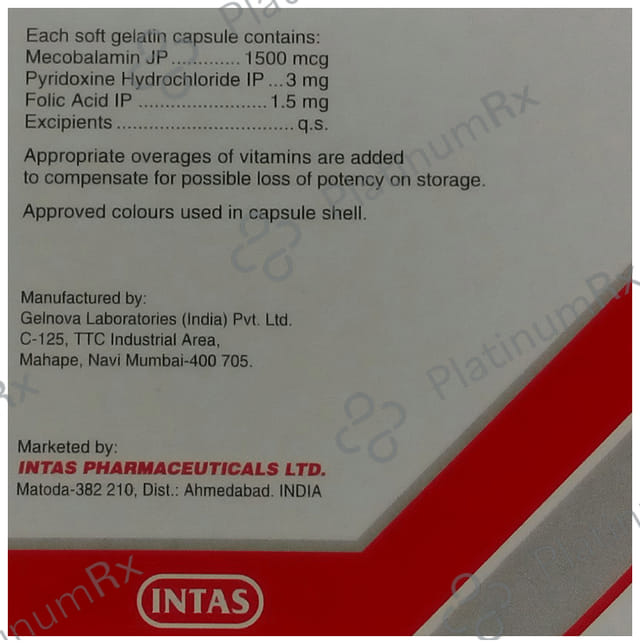 Each soft gelatin capsule contains:
Mecobalamin JP ............. 1500 mcg
Pyridoxine Hydrochloride IP ... 3 mg
Folic Acid IP ........................ 1.5 mg
Excipients ................................. q.s.
Appropriate overages of vitamins are added
to compensate for possible loss of potency on storage.
Approved colours used in capsule shell.
Manufactured by:
Gelnova Laboratories (India) Pvt. Ltd.
C-125, TTC Industrial Area,
Mahape, Navi Mumbai-400 705.
Marketed by:
INTAS PHARMACEUTICALS LTD.
Matoda-382 210, Dist.: Ahmedabad. INDIA
INTAS
PlatinumRx
PlatinumRx
PlatinumRx